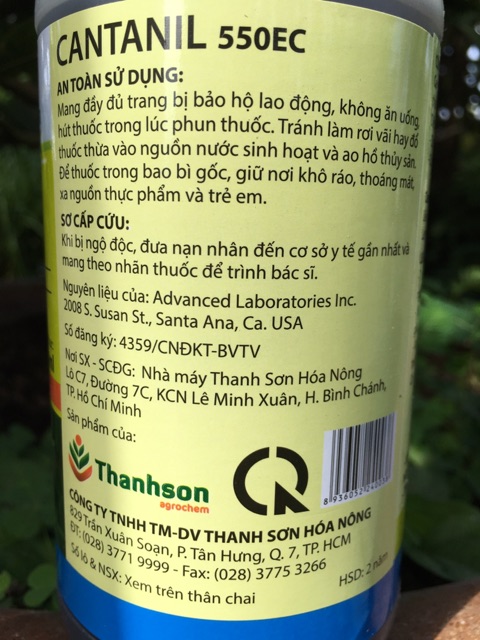 CANTANIL 550EC
AN TOÀN SỬ DỤNG:
Mang đầy đủ trang bị bảo hộ lao động, không ăn uống,
hút thuốc trong lúc phun thuốc. Tránh làm rơi vãi hay đổ
thuốc thừa vào nguồn nước sinh hoạt và ao hồ thủy sản.
Để thuốc trong bao bì gốc, giữ nơi khô ráo, thoáng mát,
xa nguồn thực phẩm và trẻ em.
SƠ CẤP CỨU:
Khi bị ngộ độc, đưa nạn nhân đến cơ sở y tế gần nhất và
mang theo nhãn thuốc để trình bác sĩ.
Nguyên liệu của: Advanced Laboratories Inc.
2008 S. Susan St., Santa Ana, Ca. USA
Số đăng ký: 4359/CNĐKT-BVTV
Nơi SX - SCĐG: Nhà máy Thanh Sơn Hóa Nông
Lô C7, Đường 7C, KCN Lê Minh Xuân, H. Bình Chánh,
TP. Hồ Chí Minh
Sản phẩm của:
Thanhson
agrochem
CÔNG TY TNHH TM-DV THANH SƠN HÓA NÔNG
829 Trần Xuân Soạn, P. Tân Hưng, Q. 7, TP. HCM
ĐT: (028) 3771 9999 - Fax: (028) 3775 3266
Số lô & NSX: Xem trên thân chai
HSD: 2 năm